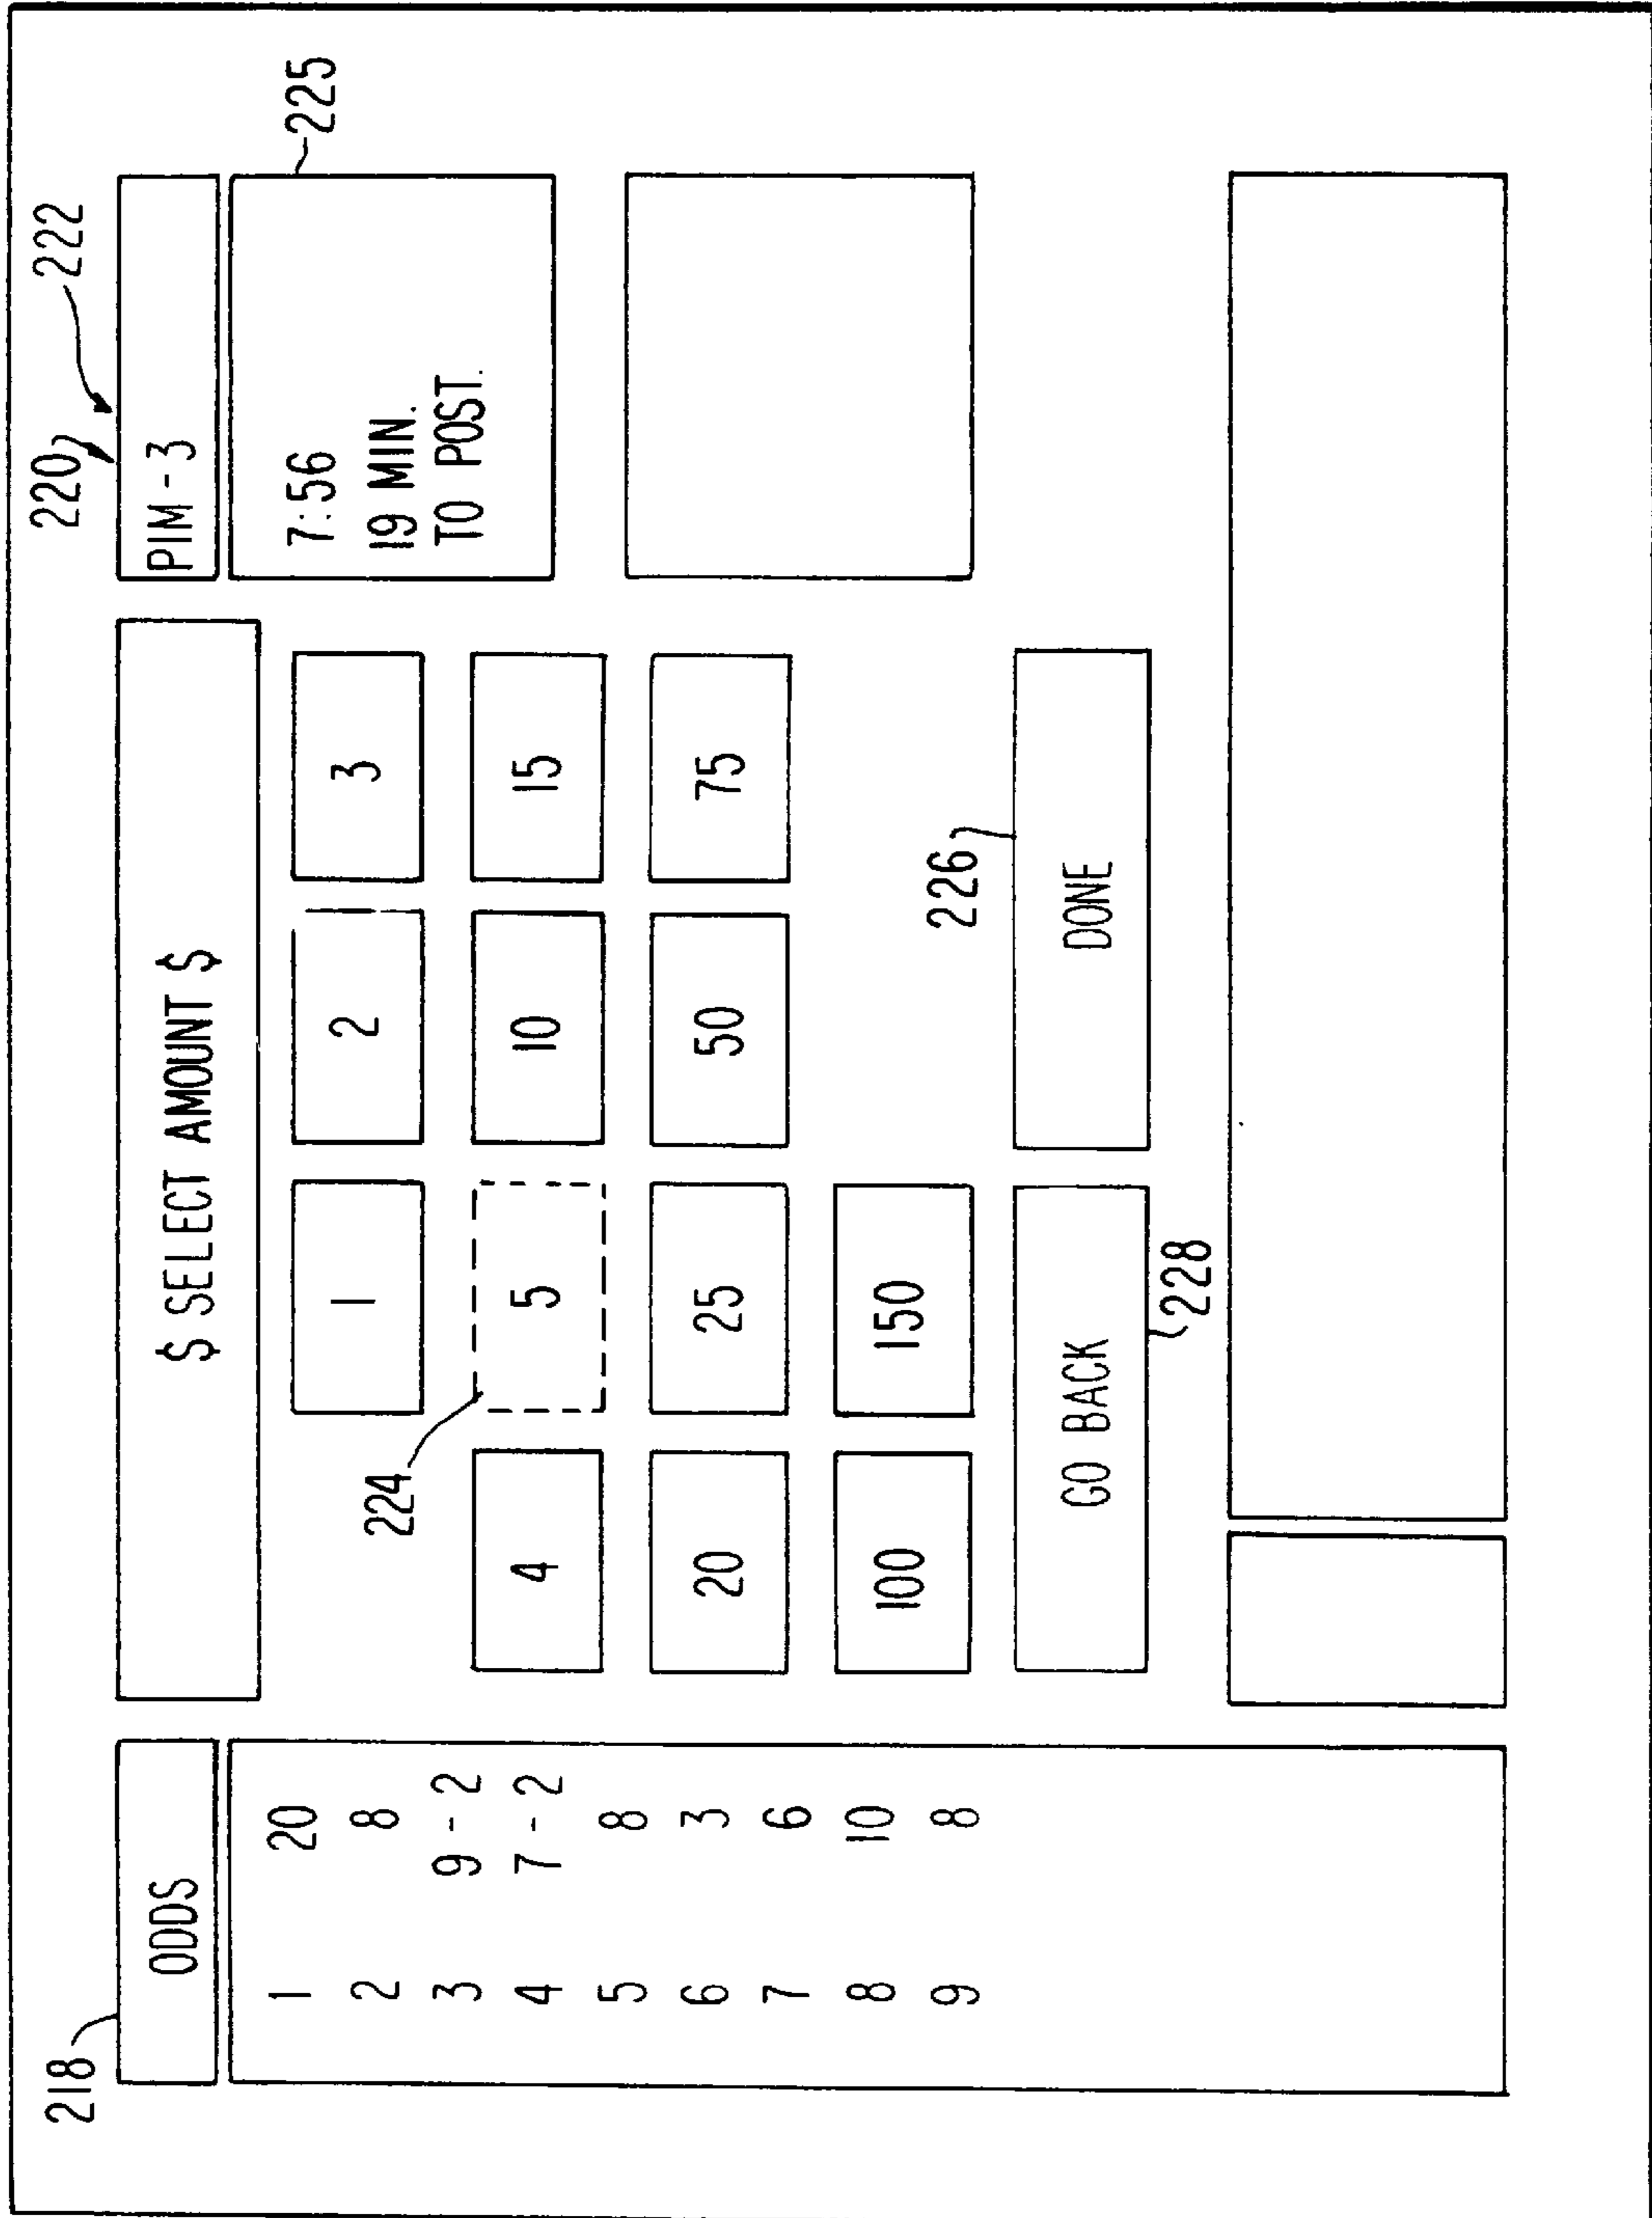 220 222
218
ODDS
$ SELECT AMOUNT $
PIM - 3
225
1 20
2 8
3 9 - 2
4 7 - 2
5 8
6 3
7 6
8 10
9 8
1 2 3
224
4 5 10 15
20 25 50 75
100 150
7:56
19 MIN.
TO POST.
226
GO BACK DONE
228